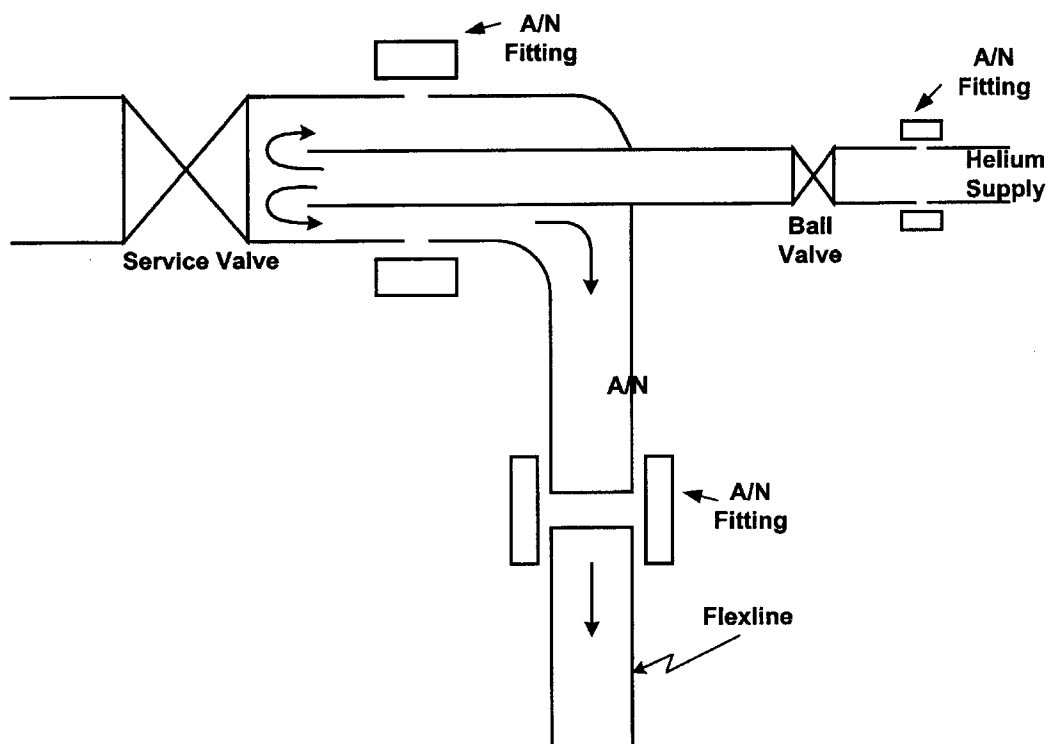 A/N
Fitting
A/N
Fitting
Helium
Supply
Ball
Valve
Service Valve
A/N
A/N
Fitting
Flexline